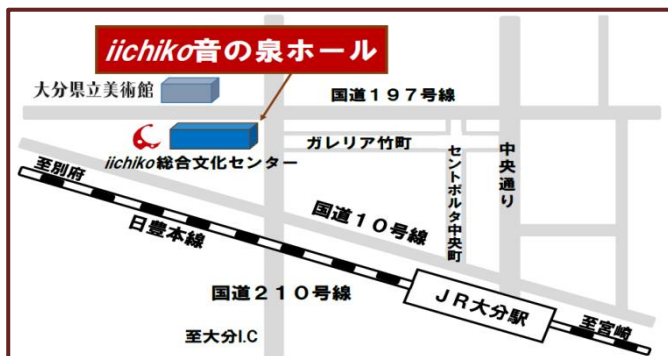 iichiko音の泉ホール
大分県立美術館
国道197号線
iichiko総合文化センター
ガレリア竹町
セントポルタ中央町
中央通り
至別府
国道10号線
日豊本線
国道210号線
JR大分駅
至宮崎
至大分I.C